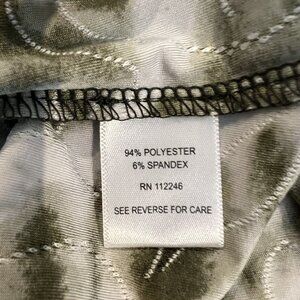 94% POLYESTER
6% SPANDEX
RN 112246
SEE REVERSE FOR CARE